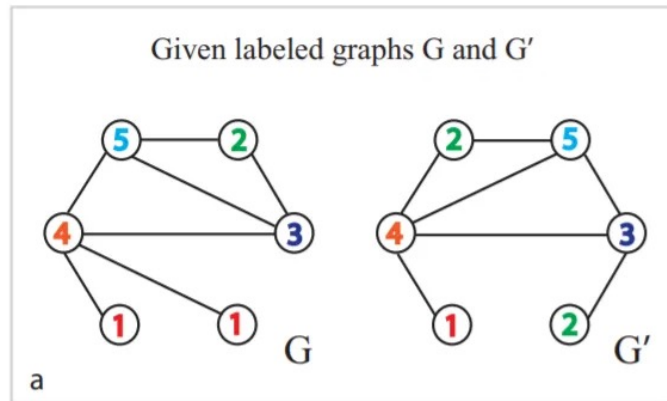 Given labeled graphs G and G′
5 2 2 5
4 3 4 3
1 1 G 1 2 G′
a